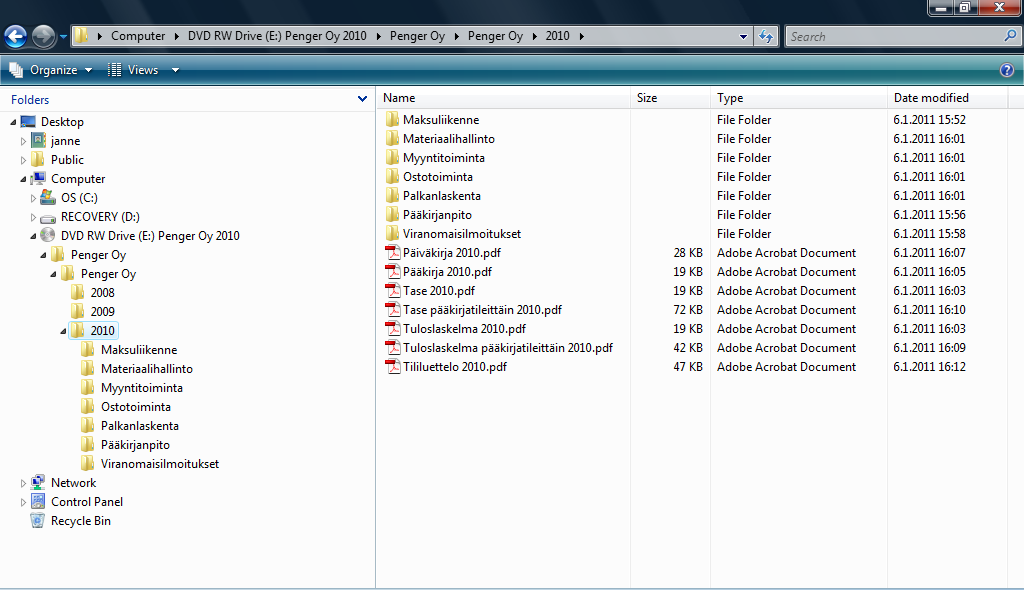 Computer DVD RW Drive (E:) Penger Oy 2010 Penger Oy Penger Oy 2010 Search
Organize Views
Folders
Desktop
janne
Public
Computer
OS (C:)
RECOVERY (D:)
DVD RW Drive (E:) Penger Oy 2010
Penger Oy
Penger Oy
2008
2009
2010
Maksuliikenne
Materiaalihallinto
Myyntitoiminta
Ostotoiminta
Palkanlaskenta
Pääkirjanpito
Viranomaisilmoitukset
Network
Control Panel
Recycle Bin
Name Size Type Date modified
Maksuliikenne File Folder 6.1.2011 15:52
Materiaalihallinto File Folder 6.1.2011 16:01
Myyntitoiminta File Folder 6.1.2011 16:01
Ostotoiminta File Folder 6.1.2011 16:01
Palkanlaskenta File Folder 6.1.2011 16:01
Pääkirjanpito File Folder 6.1.2011 15:56
Viranomaisilmoitukset File Folder 6.1.2011 15:58
Päiväkirja 2010.pdf 28 KB Adobe Acrobat Document 6.1.2011 16:07
Pääkirja 2010.pdf 19 KB Adobe Acrobat Document 6.1.2011 16:05
Tase 2010.pdf 19 KB Adobe Acrobat Document 6.1.2011 16:03
Tase pääkirjatileittäin 2010.pdf 72 KB Adobe Acrobat Document 6.1.2011 16:10
Tuloslaskelma 2010.pdf 19 KB Adobe Acrobat Document 6.1.2011 16:03
Tuloslaskelma pääkirjatileittäin 2010.pdf 42 KB Adobe Acrobat Document 6.1.2011 16:09
Tililuettelo 2010.pdf 47 KB Adobe Acrobat Document 6.1.2011 16:12